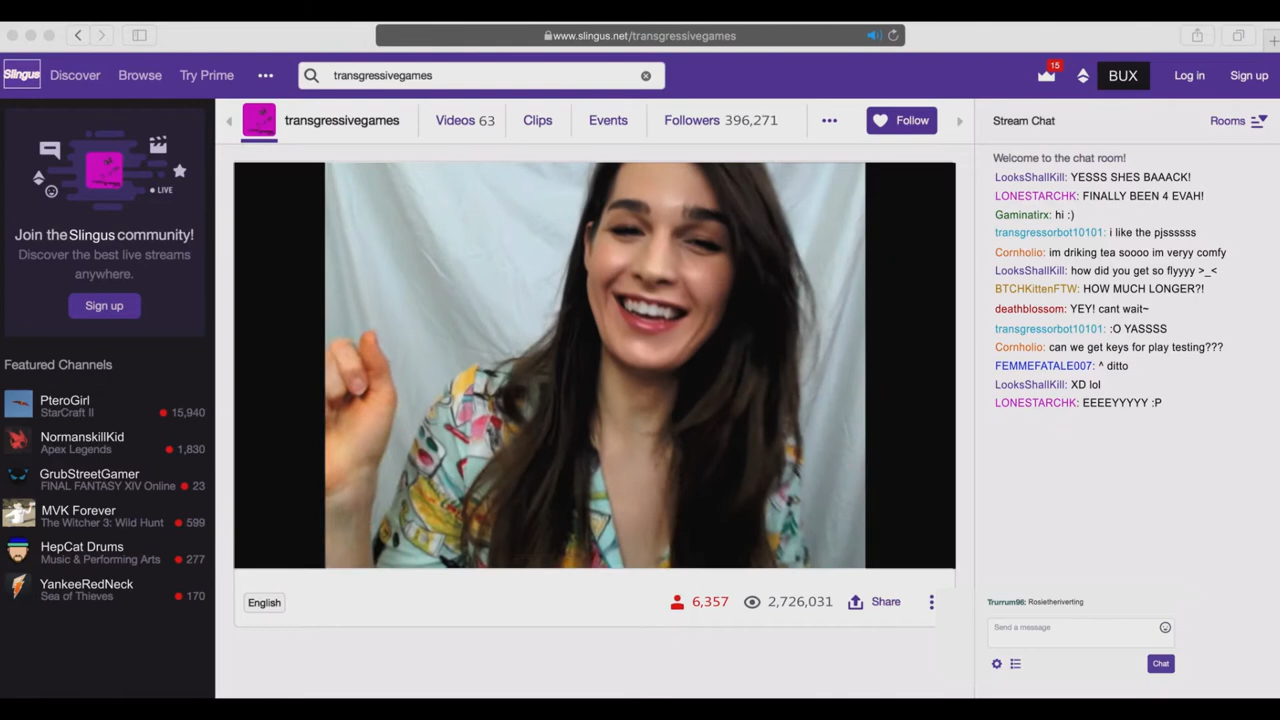 www.slingus.net/transgressivegames
Slingus Discover Browse Try Prime transgressivegames 15 BUX Log in Sign up
transgressivegames Videos 63 Clips Events Followers 396,271 Follow
LIVE
Join the Slingus community!
Discover the best live streams
anywhere.
Sign up
Featured Channels
PteroGirl
StarCraft II 15,940
NormanskillKid
Apex Legends 1,830
GrubStreetGamer
FINAL FANTASY XIV Online 23
MVK Forever
The Witcher 3: Wild Hunt 599
HepCat Drums
Music & Performing Arts 277
YankeeRedNeck
Sea of Thieves 170
English 6,357 2,726,031 Share
Stream Chat Rooms
Welcome to the chat room!
LooksShallKill: YESSS SHES BAAACK!
LONESTARCHK: FINALLY BEEN 4 EVAH!
Gaminatirx: hi :)
transgressorbot10101: i like the pjssssss
Cornholio: im driking tea soooo im veryy comfy
LooksShallKill: how did you get so flyyyy >_<
BTCHKittenFTW: HOW MUCH LONGER?!
deathblossom: YEY! cant wait~
transgressorbot10101: :O YASSSS
Cornholio: can we get keys for play testing???
FEMMEFATALE007: ^ ditto
LooksShallKill: XD lol
LONESTARCHK: EEEEYYYYY :P
Trurrum96: Rosietheriverting
Send a message
Chat